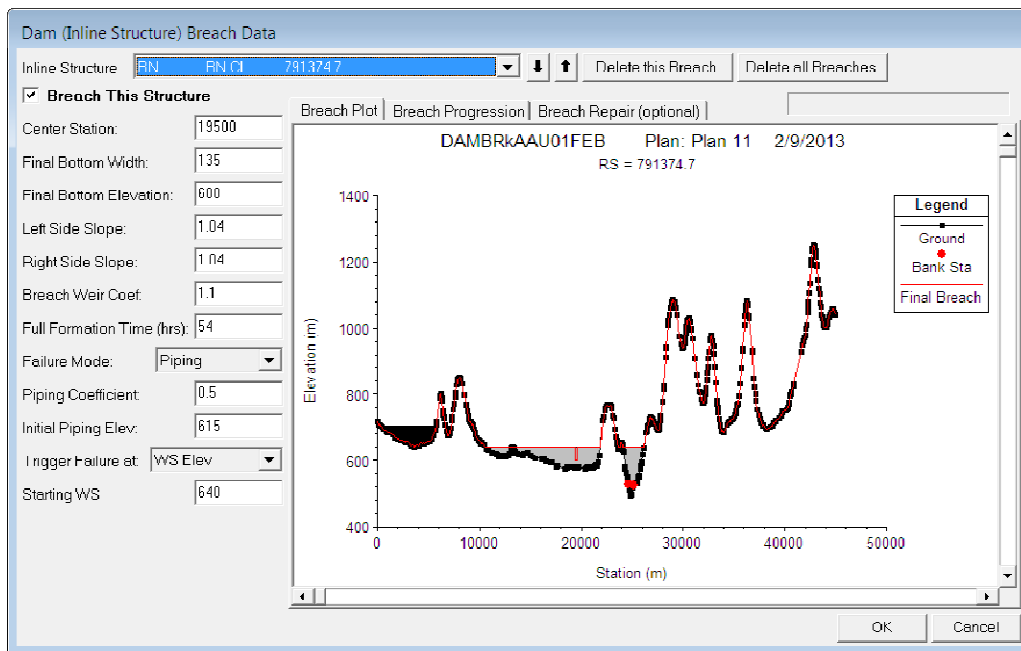 Dam (Inline Structure) Breach Data
Inline Structure BN BN CL 791374.7 Delete this Breach Delete all Breaches
Breach This Structure
Breach Plot Breach Progression Breach Repair (optional)
Center Station: 19500
Final Bottom Width: 135
Final Bottom Elevation: 600
Left Side Slope: 1.04
Right Side Slope: 1.04
Breach Weir Coef: 1.1
Full Formation Time (hrs): 54
Failure Mode: Piping
Piping Coefficient 0.5
Initial Piping Elev: 615
Trigger Failure at: WS Elev
Starting WS 640
DAMBRkAAU01FEB Plan: Plan 11 2/9/2013
RS = 791374.7
Elevation (m)
1400
1200
1000
800
600
400
0 10000 20000 30000 40000 50000
Station (m)
Legend
Ground
Bank Sta
Final Breach
OK Cancel